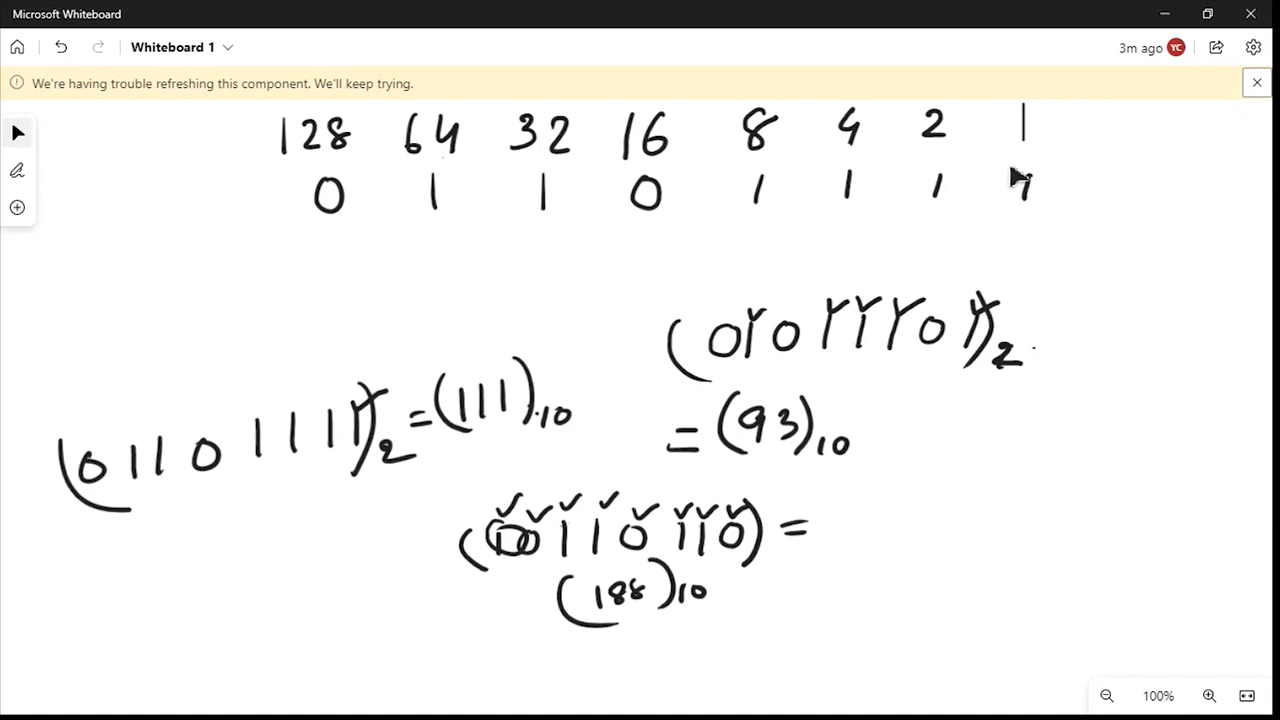 Microsoft Whiteboard
Whiteboard 1
3m ago YC
We're having trouble refreshing this component. We'll keep trying.
128 64 32 16 8 4 2 1
0 1 1 0 1 1 1 1
(01011101)2
(01101111)2 = (111)10
= (93)10
0110110) =
(188)10
100%